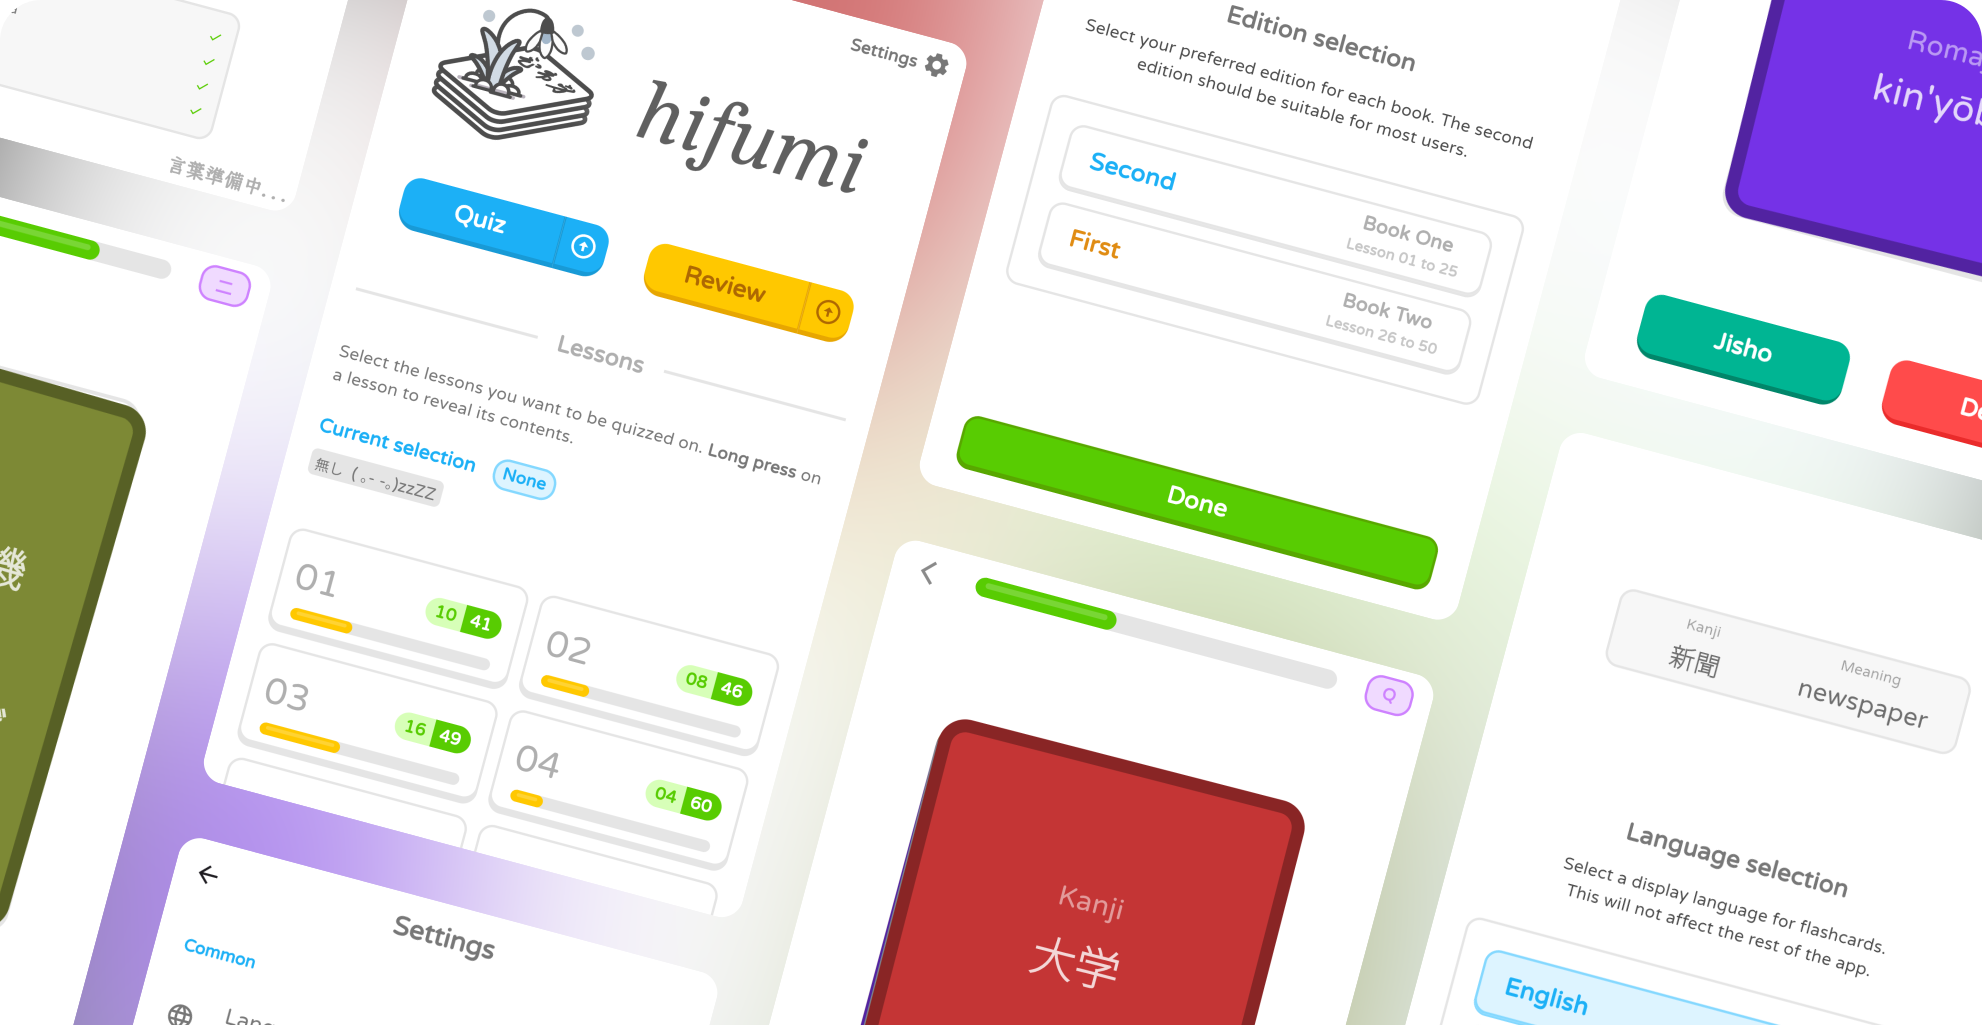 言葉準備中...
二
幾
Settings
hifumi
Quiz
Review
Lessons
Select the lessons you want to be quizzed on. Long press on
a lesson to reveal its contents.
Current selection
None
無し ( ｡- -｡)zzZZ
01
10 41
02
08 46
03
16 49
04
04 60
Settings
Common
Edition selection
Select your preferred edition for each book. The second
edition should be suitable for most users.
Second
Book One
Lesson 01 to 25
First
Book Two
Lesson 26 to 50
Done
Q
Kanji
大学
Roma
kin'yō
Jisho
Kanji
新聞
Meaning
newspaper
Language selection
Select a display language for flashcards.
This will not affect the rest of the app.
English